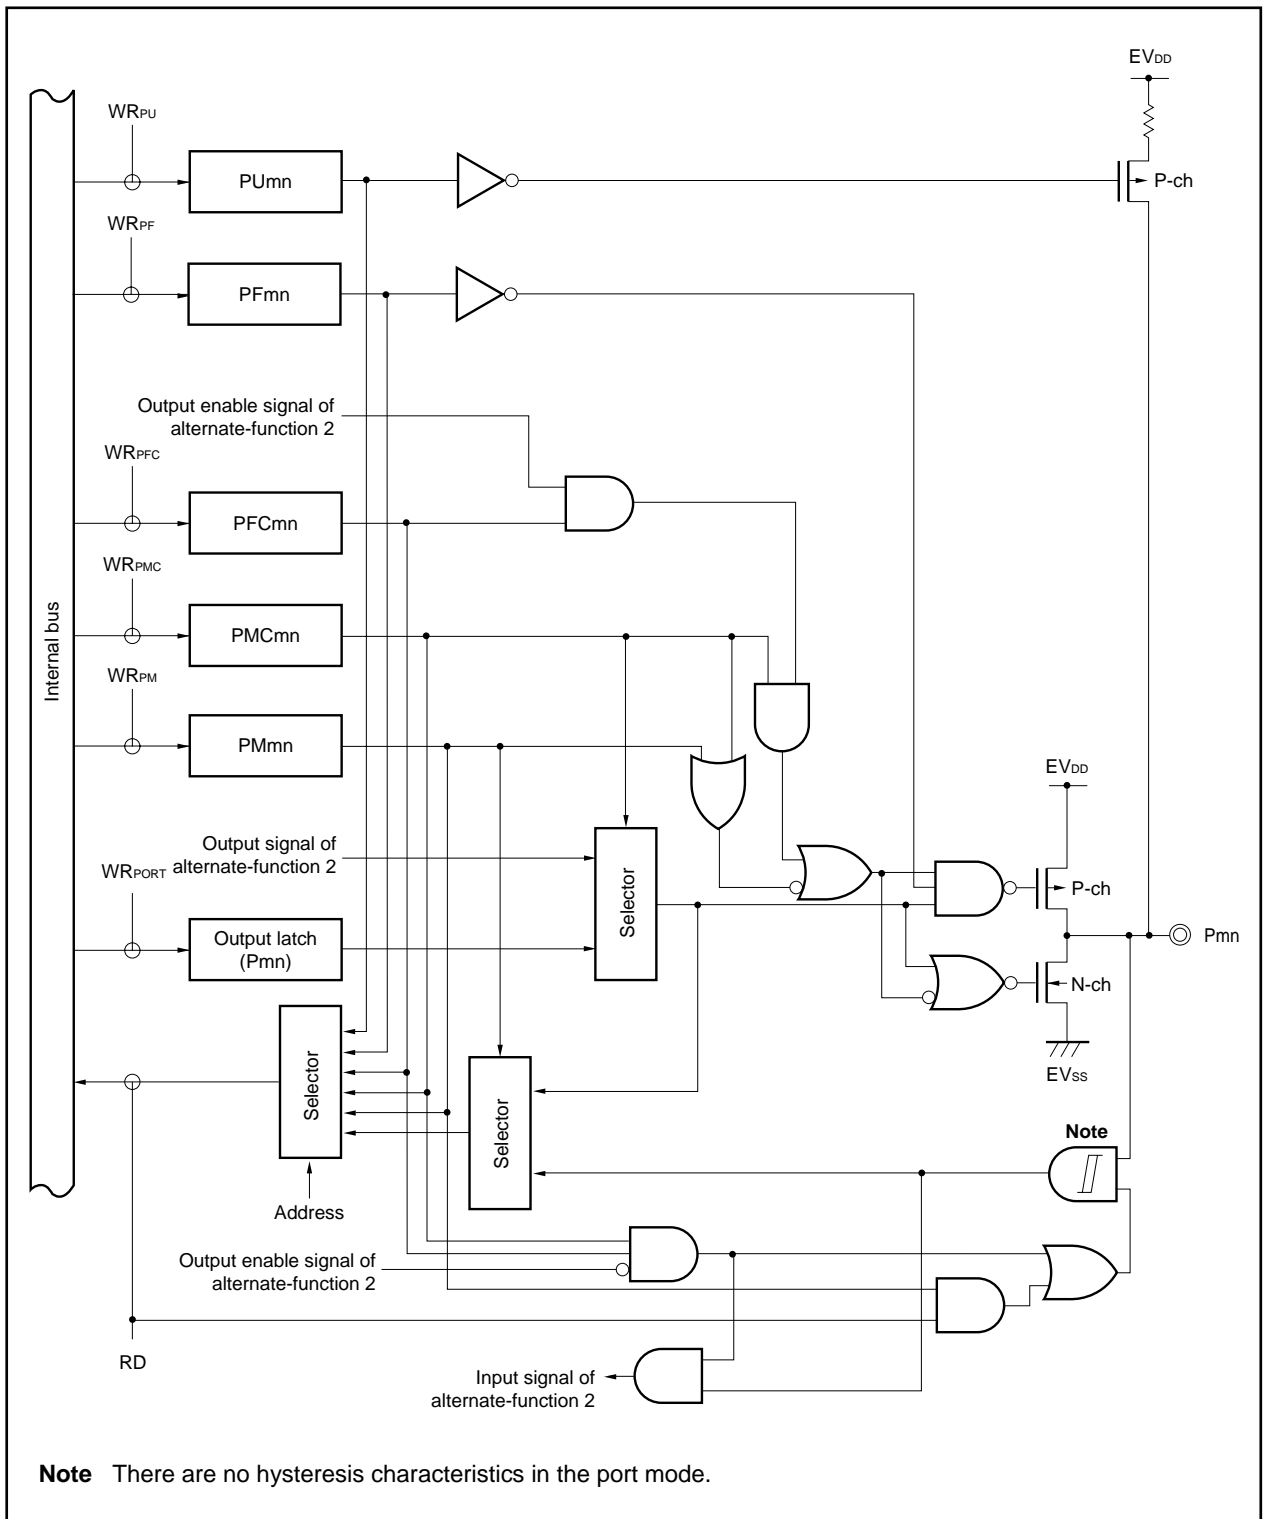 EVDD
WRPU
PUmn
P-ch
WRPF
PFmn
Output enable signal of
alternate-function 2
WRPFC
PFCmn
WRPMC
PMCmn
Internal bus
WRPM
PMmn
EVDD
Output signal of
alternate-function 2
WRPORT
Selector
P-ch
Output latch
(Pmn)
Pmn
N-ch
Selector
EVSS
Selector
Note
Address
Output enable signal of
alternate-function 2
RD
Input signal of
alternate-function 2
Note There are no hysteresis characteristics in the port mode.